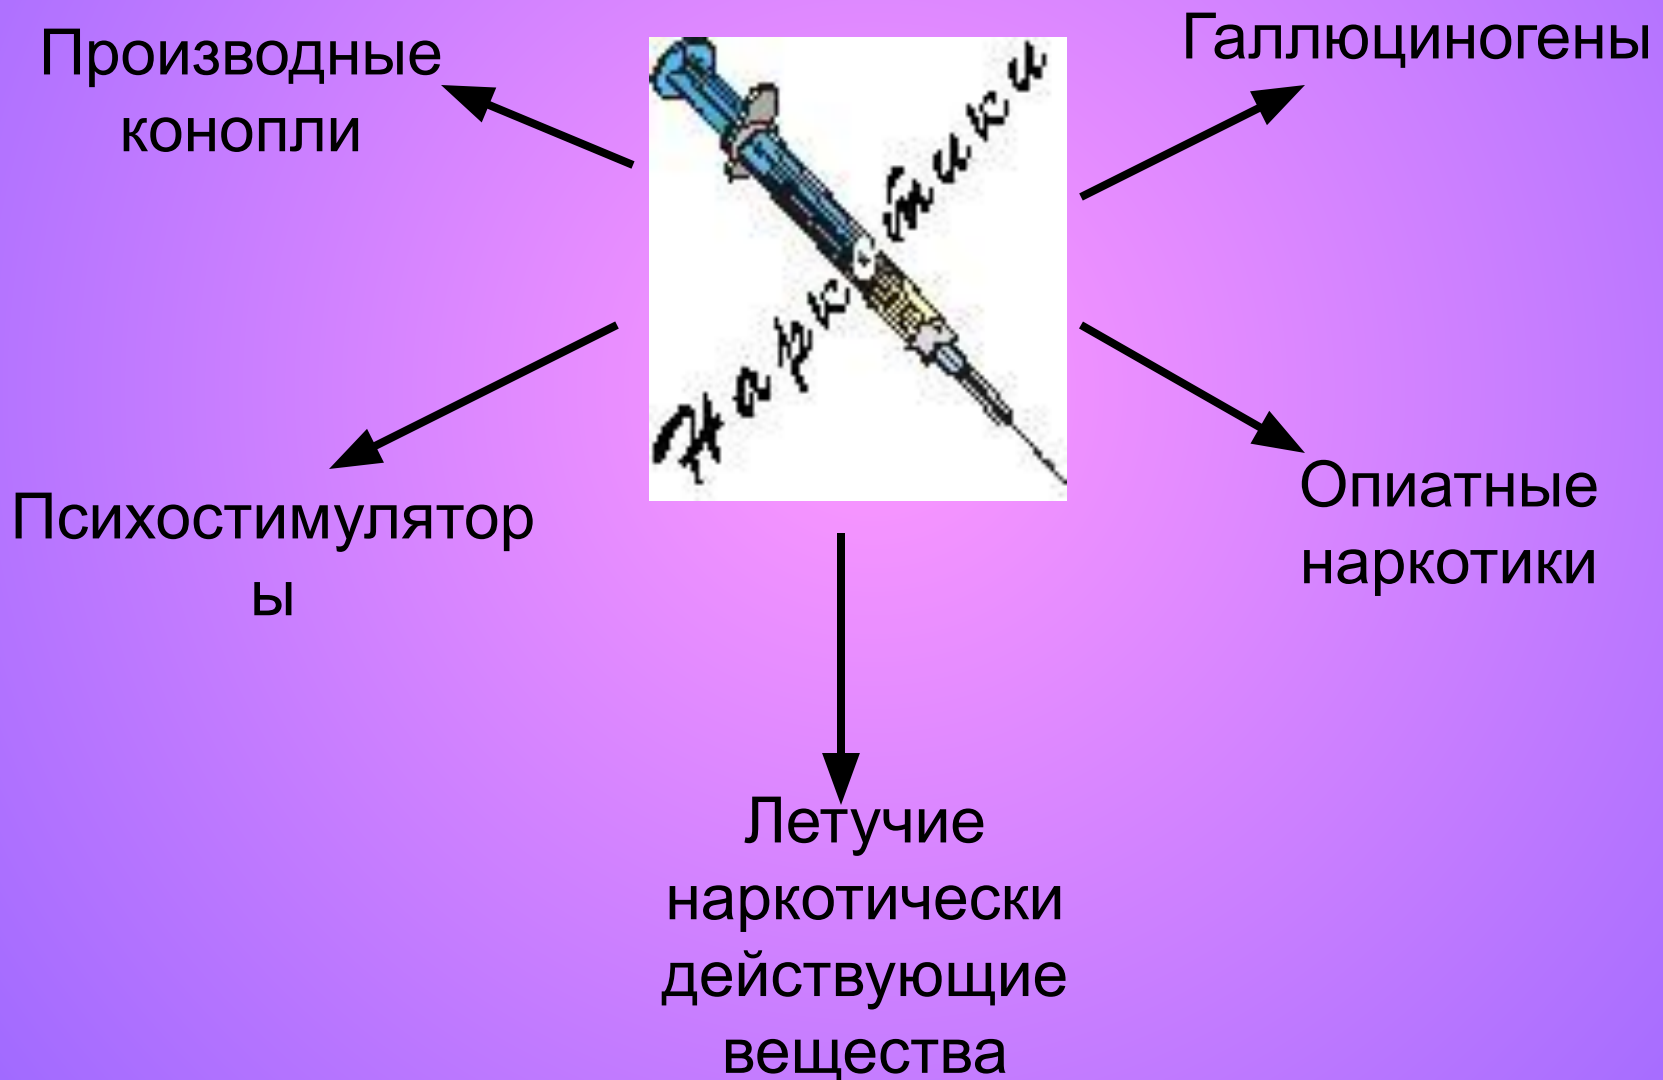 Производные
конопли
Галлюциногены
Наркотики
Психостимулятор
ы
Опиатные
наркотики
Летучие
наркотически
действующие
вещества